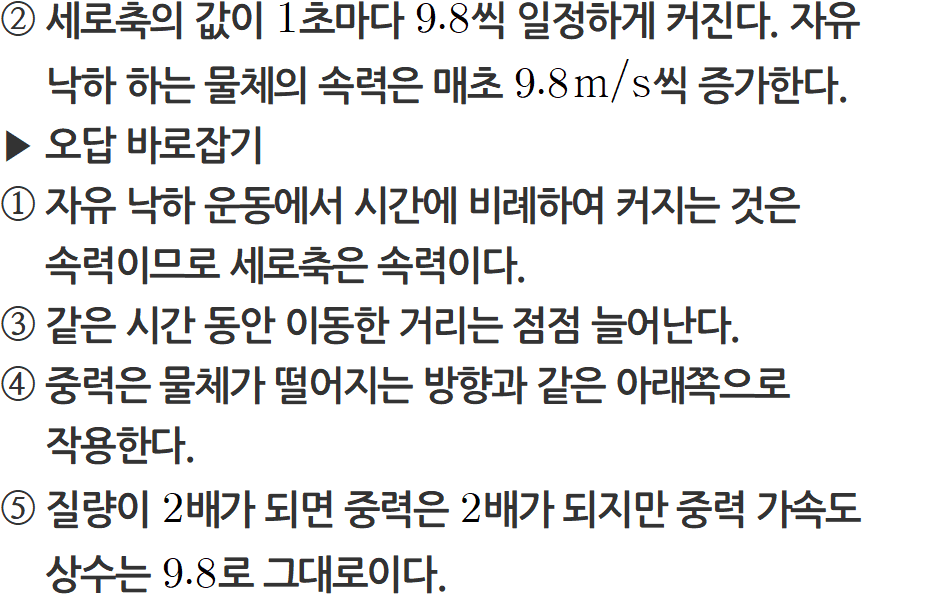 ② 세로축의 값이 1초마다 9.8씩 일정하게 커진다. 자유
낙하 하는 물체의 속력은 매초 9.8m/s씩 증가한다.
▶ 오답 바로잡기
① 자유 낙하 운동에서 시간에 비례하여 커지는 것은
속력이므로 세로축은 속력이다.
③ 같은 시간 동안 이동한 거리는 점점 늘어난다.
④ 중력은 물체가 떨어지는 방향과 같은 아래쪽으로
작용한다.
⑤ 질량이 2배가 되면 중력은 2배가 되지만 중력 가속도
상수는 9.8로 그대로이다.